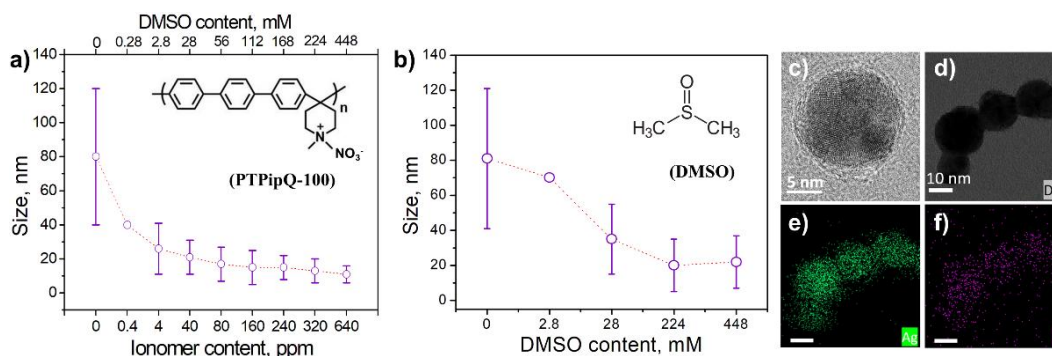 DMSO content, mM
0 0.28 2.8 28 56 112 168 224 448
a)
140
120
100
80
60
40
20
0
Size, nm
n
N
+
NO₃⁻
(PTPipQ-100)
0 0.4 4 40 80 160 240 320 640
Ionomer content, ppm
b)
140
120
100
80
60
40
20
0
Size, nm
O
S
H₃C CH₃
(DMSO)
0 2.8 28 224 448
DMSO content, mM
c)
5 nm
d)
10 nm
D
e)
Ag
f)